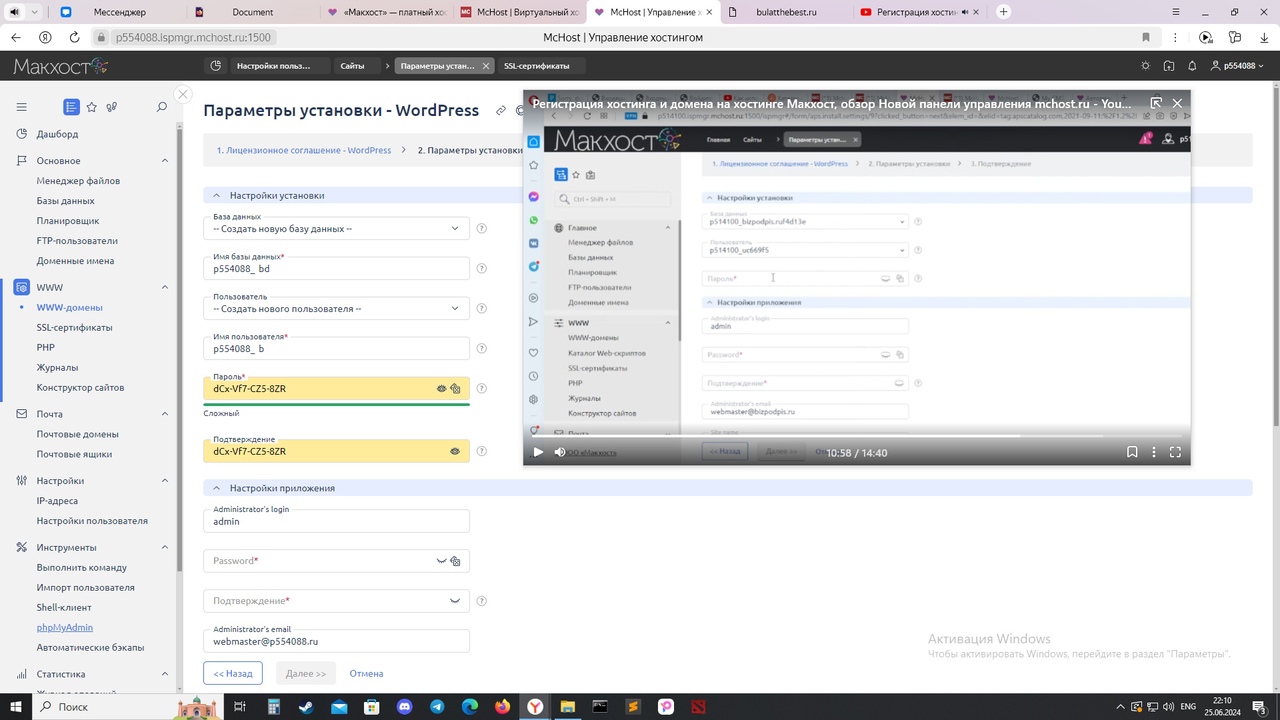 Мессенджер
Document
«Макхост» — платный хос
McHost | Виртуальный хос
McHost | Управление
bulatthebest.ru
Регистрация хостин
p554088.ispmgr.mchost.ru:1500
McHost | Управление хостингом
Макхост
Настройки польз...
Сайты
Параметры устан...
SSL-сертификаты
p554088
Дашборд
Основное
Менеджер файлов
Базы данных
Планировщик
FTP-пользователи
Доменные имена
WWW
WWW-домены
SSL-сертификаты
PHP
Журналы
Конструктор сайтов
Почта
Почтовые домены
Почтовые ящики
Настройки
IP-адреса
Настройки пользователя
Инструменты
Выполнить команду
Импорт пользователя
Shell-клиент
phpMyAdmin
Автоматические бэкапы
Статистика
Параметры установки - WordPress
1. Лицензионное соглашение - WordPress
2. Параметры установки
Настройки установки
База данных
-- Создать новую базу данных --
Имя базы данных*
p554088_ bd
Пользователь
-- Создать нового пользователя --
Имя пользователя*
p554088_ b
Пароль*
dCx-Vf7-CZ5-8ZR
Сложный
Подтверждение
dCx-Vf7-CZ5-8ZR
Настройки приложения
Administrator's login
admin
Password*
Подтверждение*
Administrator's email
webmaster@p554088.ru
<< Назад
Далее >>
Отмена
Регистрация хостинга и домена на хостинге Макхост, обзор Новой панели управления mchost.ru - You...
Макхост
Главная
Сайты
Параметры устан...
1. Лицензионное соглашение - WordPress
2. Параметры установки
3. Подтверждение
Ctrl + Shift + M
Главное
Менеджер файлов
Базы данных
Планировщик
FTP-пользователи
Доменные имена
WWW
WWW-домены
Каталог Web-скриптов
SSL-сертификаты
PHP
Журналы
Конструктор сайтов
Почта
ООО «Макхост»
Настройки установки
База данных
p514100_bizpodpis.ruf4d13e
Пользователь
p514100_uc669f5
Пароль*
Настройки приложения
Administrator's login
admin
Password*
Подтверждение*
Administrator's email
webmaster@bizpodpis.ru
Site name
<< Назад
Далее >>
10:58 / 14:40
Активация Windows
Чтобы активировать Windows, перейдите в раздел "Параметры".
Поиск
ENG
22:10
25.06.2024